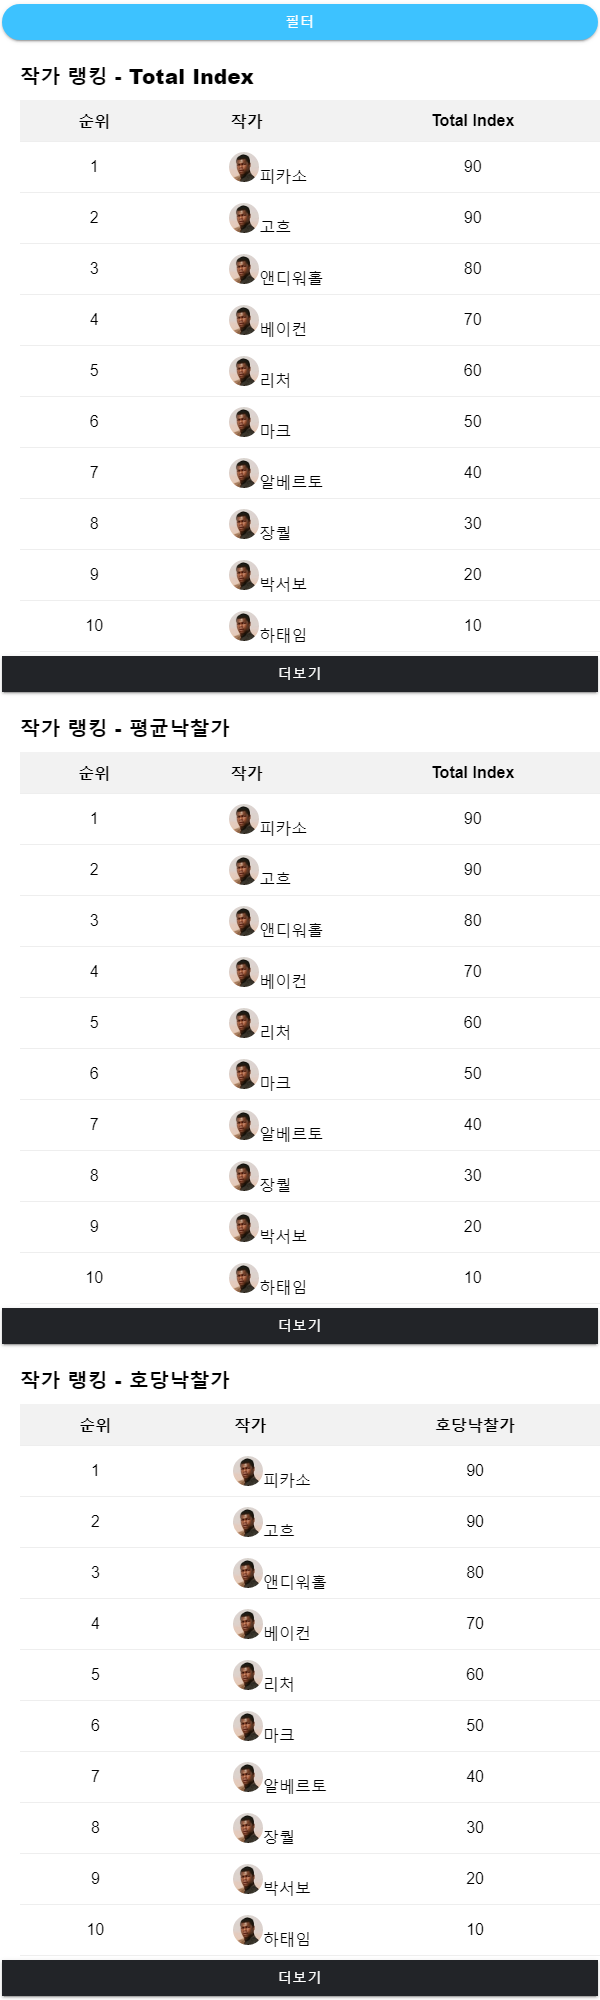 필터
작가 랭킹 - Total Index
순위 작가 Total Index
1 피카소 90
2 고흐 90
3 앤디워홀 80
4 베이컨 70
5 리처 60
6 마크 50
7 알베르토 40
8 장퀄 30
9 박서보 20
10 하태임 10
더보기
작가 랭킹 - 평균낙찰가
순위 작가 Total Index
1 피카소 90
2 고흐 90
3 앤디워홀 80
4 베이컨 70
5 리처 60
6 마크 50
7 알베르토 40
8 장퀄 30
9 박서보 20
10 하태임 10
더보기
작가 랭킹 - 호당낙찰가
순위 작가 호당낙찰가
1 피카소 90
2 고흐 90
3 앤디워홀 80
4 베이컨 70
5 리처 60
6 마크 50
7 알베르토 40
8 장퀄 30
9 박서보 20
10 하태임 10
더보기